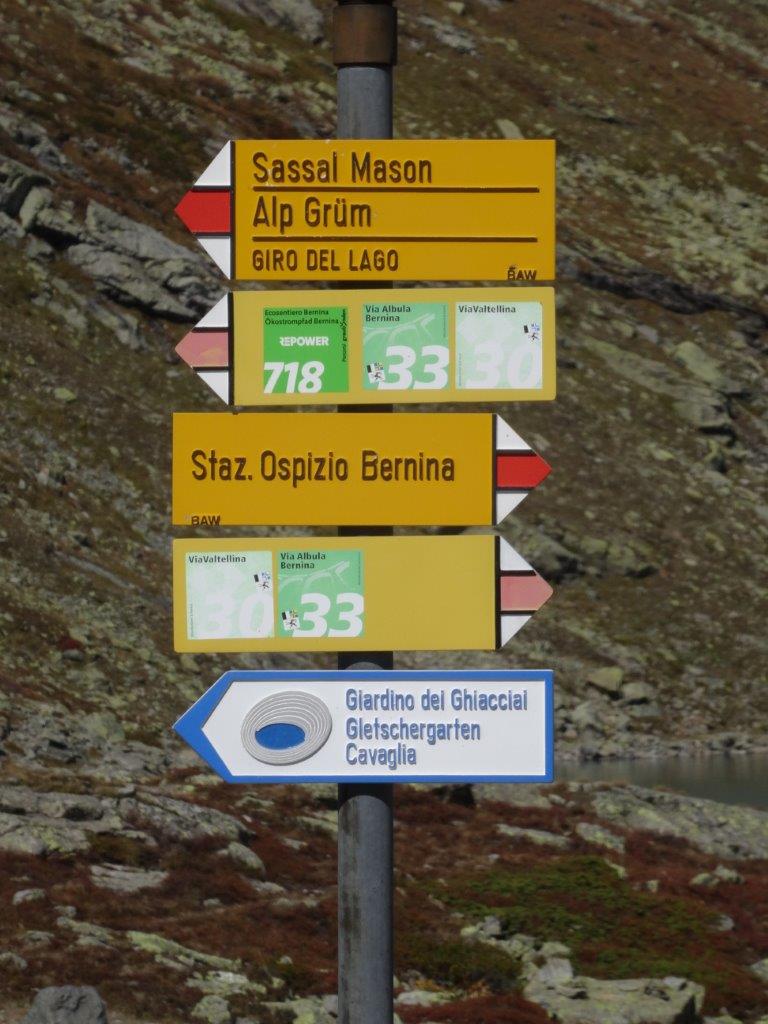 Sassal Mason
Alp Grüm
GIRO DEL LAGO
BAW
Ecosentiero Bernina
Ökostrompfad Bernina
REPOWER
718
Via Albula
Bernina
33
ViaValtellina
30
Staz. Ospizio Bernina
BAW
ViaValtellina
30
Via Albula
Bernina
33
Giardino dei Ghiacciai
Gletschergarten
Cavaglia